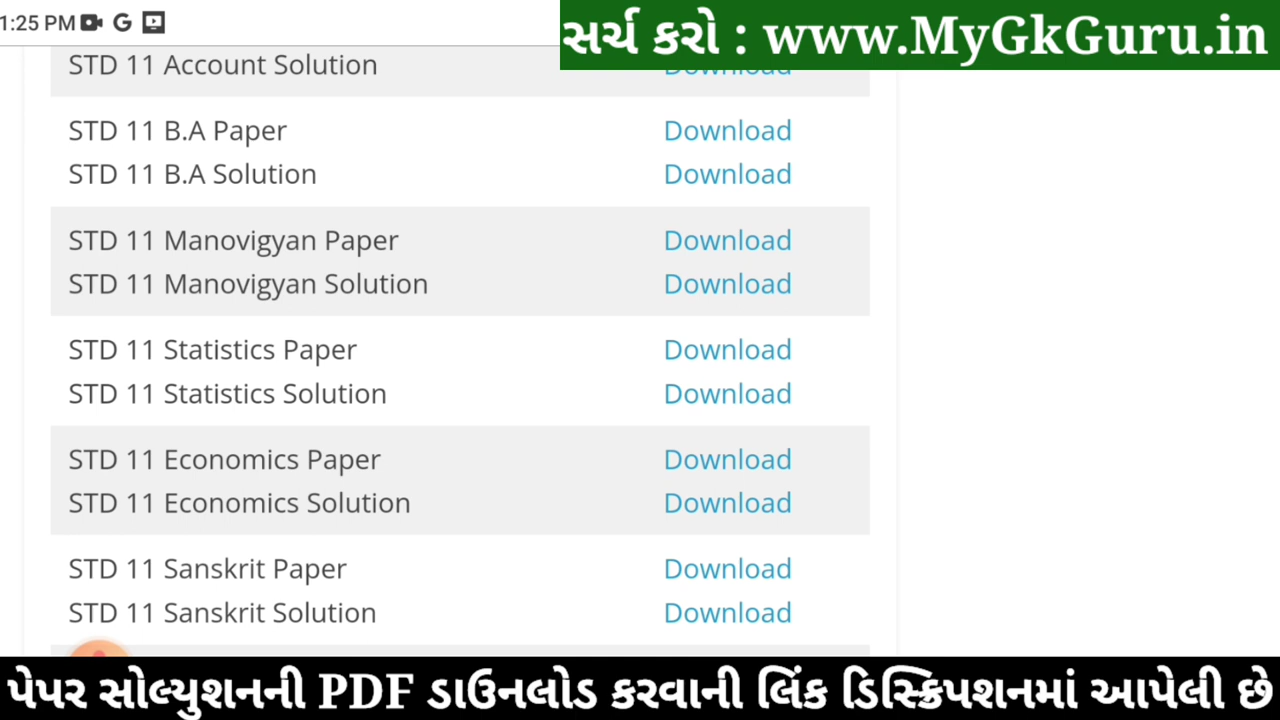 1:25 PM
સર્ચ કરો : www.MyGkGuru.in
STD 11 Account Solution Download
STD 11 B.A Paper Download
STD 11 B.A Solution Download
STD 11 Manovigyan Paper Download
STD 11 Manovigyan Solution Download
STD 11 Statistics Paper Download
STD 11 Statistics Solution Download
STD 11 Economics Paper Download
STD 11 Economics Solution Download
STD 11 Sanskrit Paper Download
STD 11 Sanskrit Solution Download
પેપર સોલ્યુશનની PDF ડાઉનલોડ કરવાની લિંક ડિસ્ક્રિપશનમાં આપેલી છે